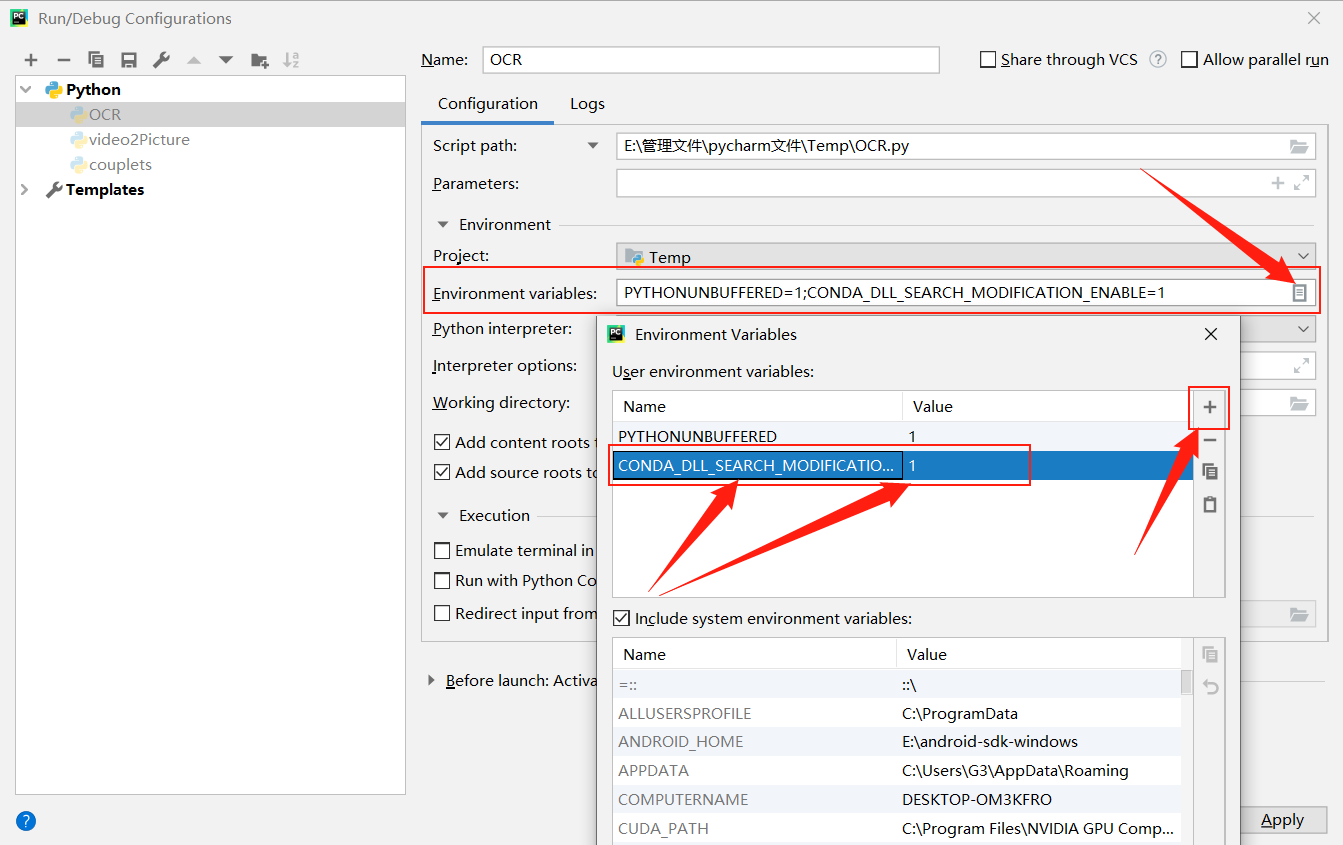 Run/Debug Configurations
Name: OCR
Share through VCS ? Allow parallel run
Python
OCR
video2Picture
couplets
Templates
Configuration Logs
Script path: E:\管理文件\pycharm文件\Temp\OCR.py
Parameters:
Environment
Project: Temp
Environment variables: PYTHONUNBUFFERED=1;CONDA_DLL_SEARCH_MODIFICATION_ENABLE=1
Python interpreter:
Interpreter options:
Working directory:
Add content roots t
Add source roots to
Execution
Emulate terminal in
Run with Python Co
Redirect input from
Before launch: Activa
Environment Variables
User environment variables:
Name Value
PYTHONUNBUFFERED 1
CONDA_DLL_SEARCH_MODIFICATIO... 1
Include system environment variables:
Name Value
=:: ::\
ALLUSERSPROFILE C:\ProgramData
ANDROID_HOME E:\android-sdk-windows
APPDATA C:\Users\G3\AppData\Roaming
COMPUTERNAME DESKTOP-OM3KFRO
CUDA_PATH C:\Program Files\NVIDIA GPU Comp...
?
Apply